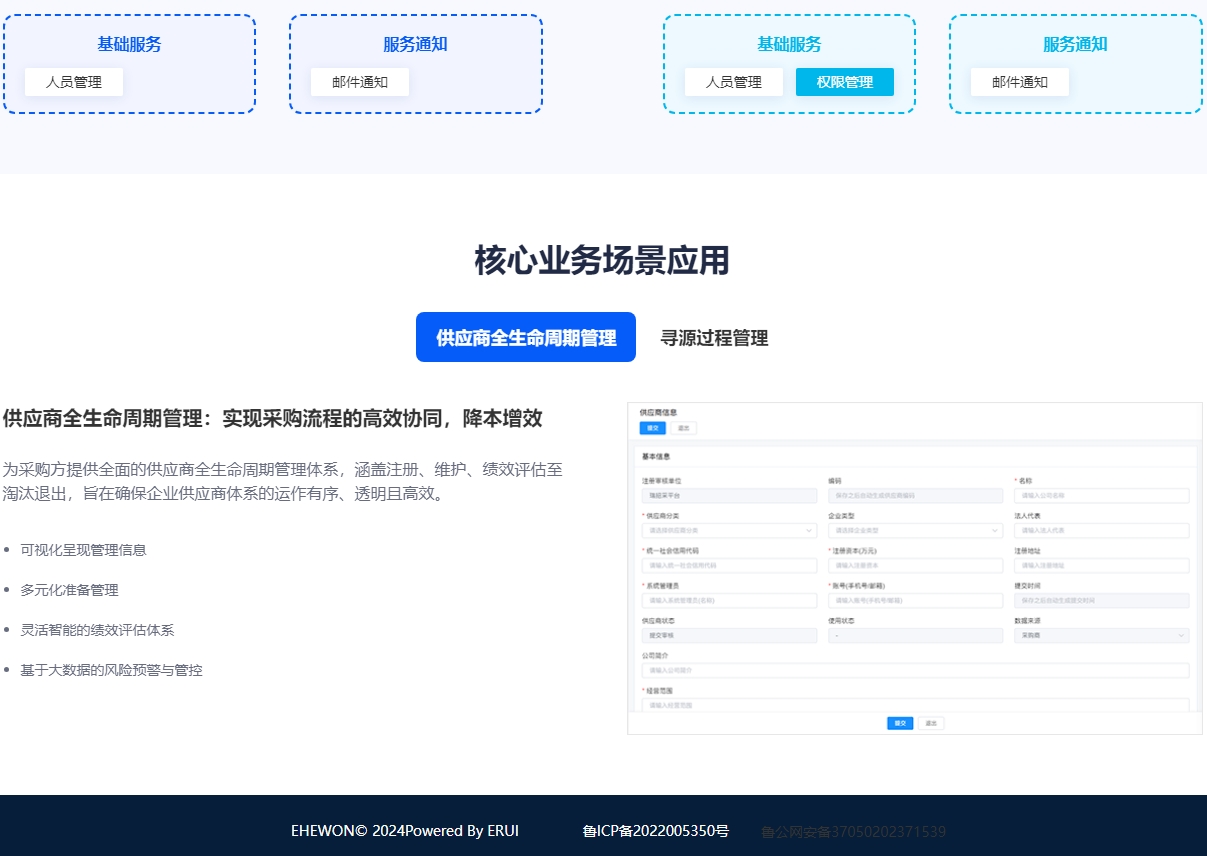 基础服务
服务通知
基础服务
服务通知
人员管理
邮件通知
人员管理
权限管理
邮件通知
核心业务场景应用
供应商全生命周期管理
寻源过程管理
供应商全生命周期管理：实现采购流程的高效协同，降本增效
为采购方提供全面的供应商全生命周期管理体系，涵盖注册、维护、绩效评估至
淘汰退出，旨在确保企业供应商体系的运作有序、透明且高效。
可视化呈现管理信息
多元化准备管理
灵活智能的绩效评估体系
基于大数据的风险预警与管控
供应商信息
提交
退出
基本信息
注册审核单位
编码
* 名称
保存之后自动生成供应商编码
请输入公司名称
* 供应商分类
企业类型
法人代表
请选择供应商分类
请选择企业类型
请输入法人代表
* 统一社会信用代码
* 注册资本(万元)
注册地址
请输入统一社会信用代码
请输入注册资本
请输入注册地址
* 系统管理员
* 账号(手机号/邮箱)
提交时间
请输入系统管理员(名称)
请输入账号(手机号/邮箱)
保存之后自动生成提交时间
供应商状态
使用状态
数据来源
提交审核
-
采购商
公司简介
请输入公司简介
* 经营范围
请输入经营范围
提交
退出
EHEWON© 2024Powered By ERUI
鲁ICP备2022005350号
鲁公网安备37050202371539